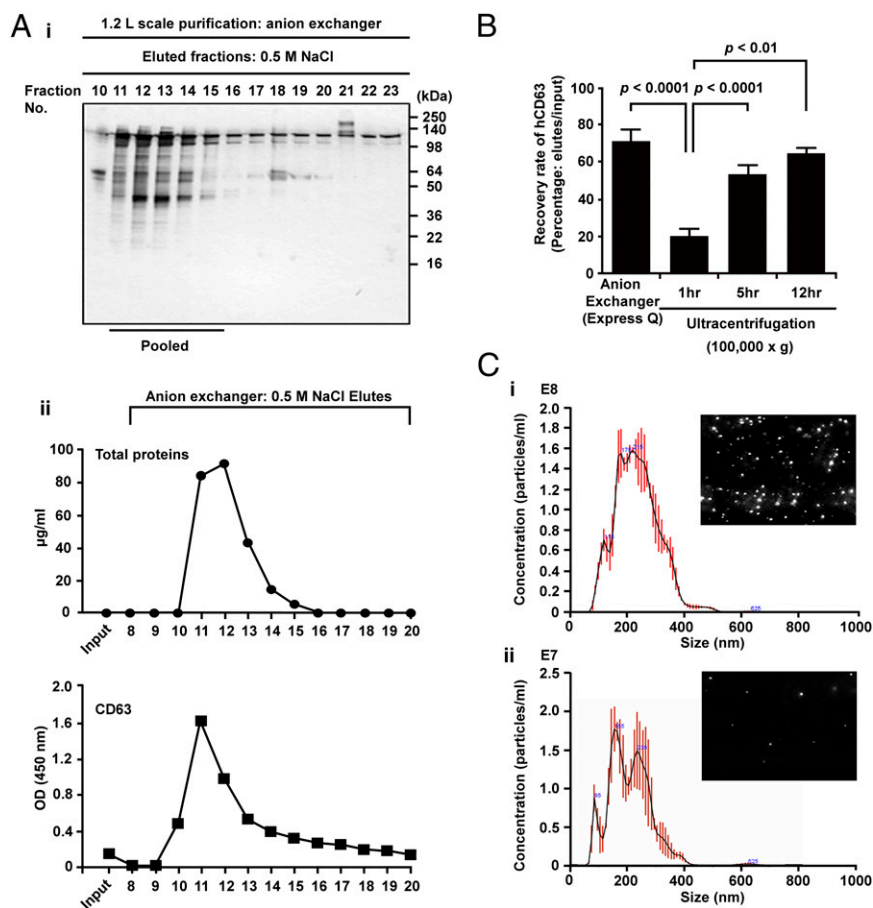 A
i
1.2 L scale purification: anion exchanger
Eluted fractions: 0.5 M NaCl
Fraction No.
10 11 12 13 14 15 16 17 18 19 20 21 22 23
(kDa)
250
140
98
64
50
36
22
16
Pooled
ii
Anion exchanger: 0.5 M NaCl Elutes
Total proteins
µg/ml
100
80
60
40
20
0
Input 8 9 10 11 12 13 14 15 16 17 18 19 20
CD63
OD (450 nm)
2.0
1.6
1.2
0.8
0.4
0
Input 8 9 10 11 12 13 14 15 16 17 18 19 20
B
p < 0.01
p < 0.0001 p < 0.0001
Recovery rate of hCD63
(Percentage: elutes/input)
100
80
60
40
20
0
Anion
Exchanger
(Express Q)
1hr 5hr 12hr
Ultracentrifugation
(100,000 x g)
C
i
E8
Concentration (particles/ml)
2.0
1.8
1.6
1.4
1.2
1.0
0.8
0.6
0.4
0.2
0
626
0 200 400 600 800 1000
Size (nm)
ii
E7
Concentration (particles/ml)
2.5
2.0
1.5
1.0
0.5
0
625
0 200 400 600 800 1000
Size (nm)